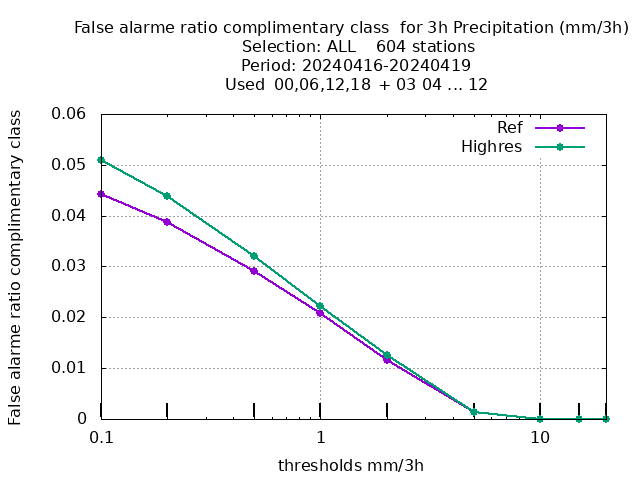 False alarme ratio complimentary class  for 3h Precipitation (mm/3h)
Selection: ALL    604 stations
Period: 20240416-20240419
Used  00,06,12,18 + 03 04 ... 12
False alarme ratio complimentary class
0.06
0.05
0.04
0.03
0.02
0.01
0
Ref
Highres
0.1 1 10
thresholds mm/3h